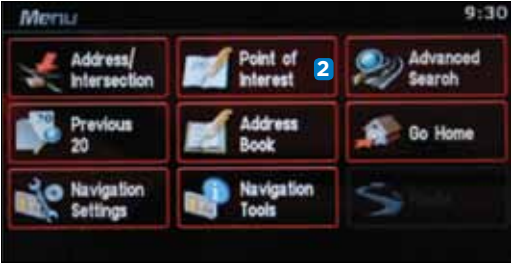 Menu 9:30
Address/
Intersection
Point of
Interest
2
Advanced
Search
Previous
20
Address
Book
Go Home
Navigation
Settings
Navigation
Tools